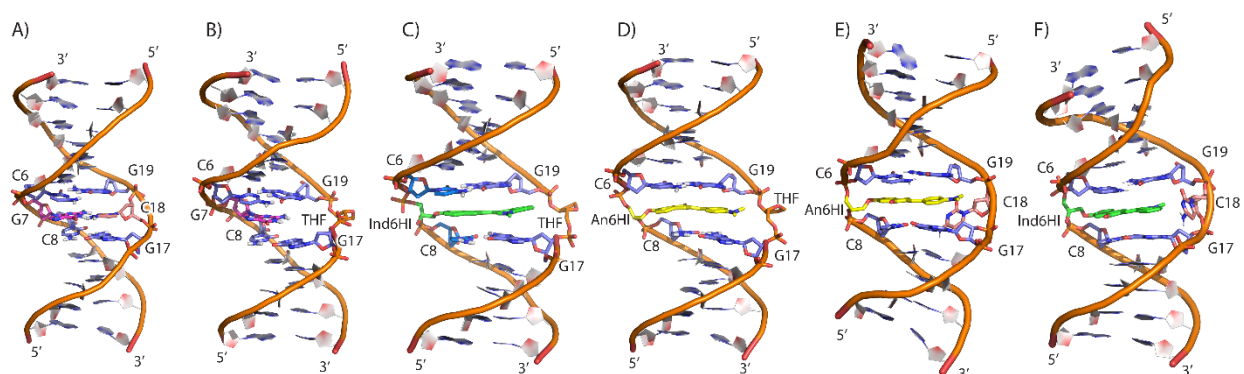 A)
3’
5’
C6
G19
G7
C18
C8
G17
5’
3’
B)
3’
5’
C6
G19
G7
THF
C8
G17
5’
3’
C)
3’
5’
C6
G19
Ind6HI
THF
C8
G17
5’
3’
D)
3’
5’
C6
G19
An6HI
THF
C8
G17
5’
3’
E)
3’
5’
C6
G19
An6HI
C18
C8
G17
5’
3’
F)
5’
3’
C6
G19
Ind6HI
C18
C8
G17
5’
3’